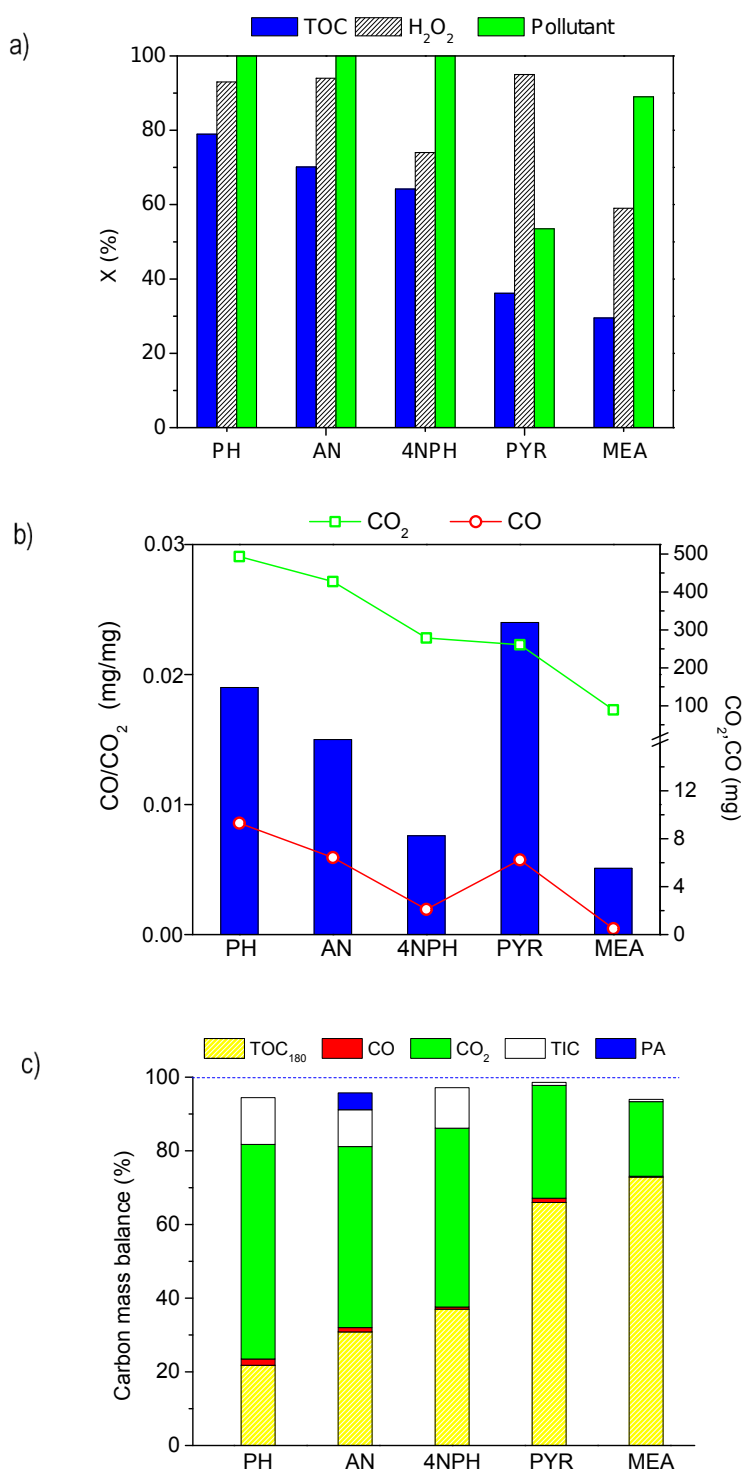 a)
TOC H₂O₂ Pollutant
100
80
60
40
20
0
X (%)
PH AN 4NPH PYR MEA
b)
CO₂ CO
0.03
0.02
0.01
0.00
CO/CO₂ (mg/mg)
500
400
300
200
100
12
8
4
0
CO₂,CO (mg)
PH AN 4NPH PYR MEA
c)
TOC₁₈₀ CO CO₂ TIC PA
100
80
60
40
20
0
Carbon mass balance (%)
PH AN 4NPH PYR MEA